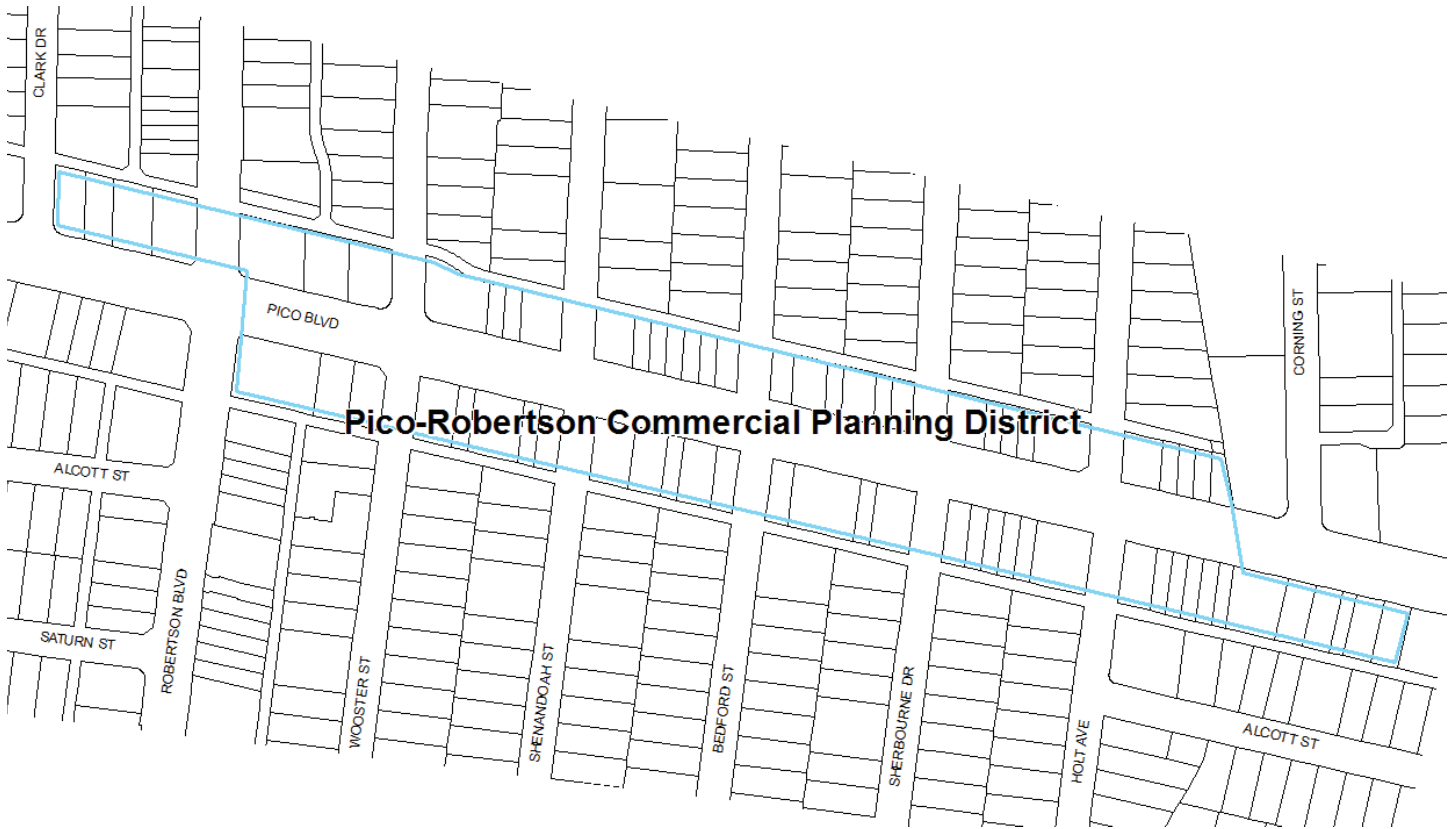 CLARK DR
PICO BLVD
CORNING ST
Pico-Robertson Commercial Planning District
ALCOTT ST
SATURN ST
ROBERTSON BLVD
WOOSTER ST
SHENANDOAH ST
BEDFORD ST
SHERBOURNE DR
HOLT AVE
ALCOTT ST